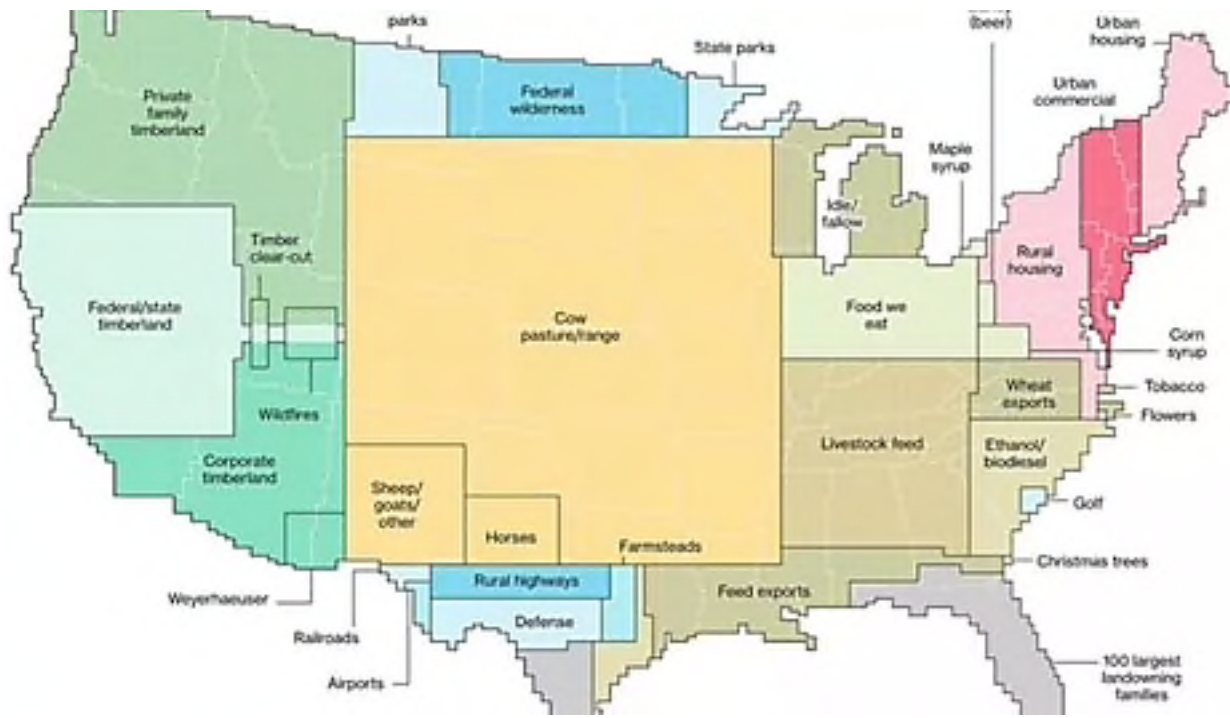 parks
(beer)
Urban
housing
State parks
Urban
commercial
Private
family
timberland
Federal
wilderness
Maple
syrup
Idle/
fallow
Timber
clear-out
Rural
housing
Federal/state
timberland
Cow
pasture/range
Food we
eat
Corn
syrup
Wildfires
Wheat
exports
Tobacco
Flowers
Corporate
timberland
Livestock feed
Ethanol/
biodiesel
Sheep/
goats/
other
Golf
Horses
Farmsteads
Christmas trees
Rural highways
Feed exports
Weyerhaeuser
Defense
Railroads
Airports
100 largest
landowning
families